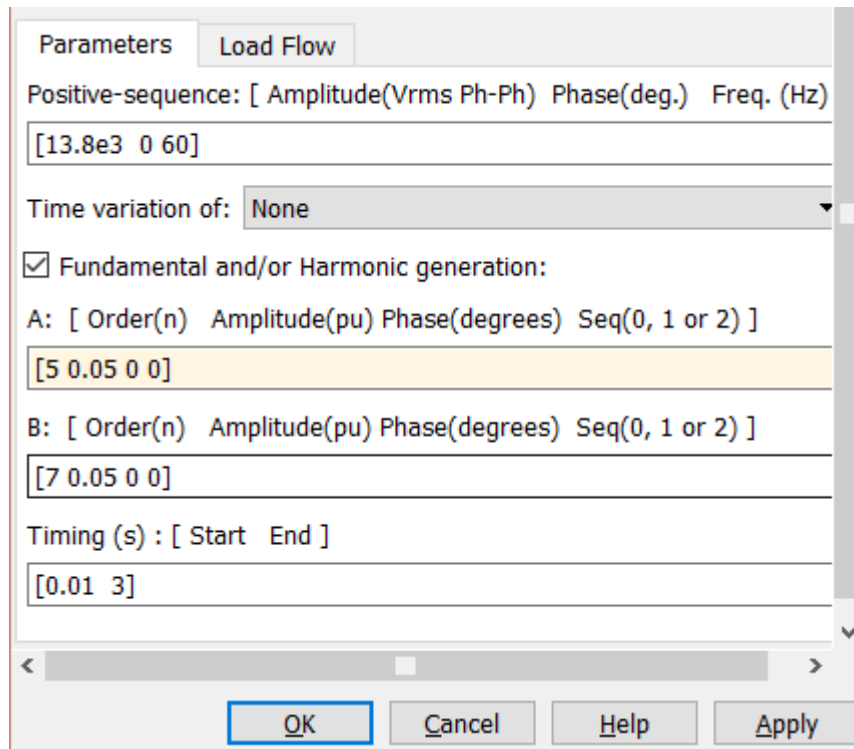 Parameters Load Flow
Positive-sequence: [ Amplitude(Vrms Ph-Ph) Phase(deg.) Freq. (Hz)
[13.8e3 0 60]
Time variation of: None
Fundamental and/or Harmonic generation:
A: [ Order(n) Amplitude(pu) Phase(degrees) Seq(0, 1 or 2) ]
[5 0.05 0 0]
B: [ Order(n) Amplitude(pu) Phase(degrees) Seq(0, 1 or 2) ]
[7 0.05 0 0]
Timing (s) : [ Start End ]
[0.01 3]
OK Cancel Help Apply